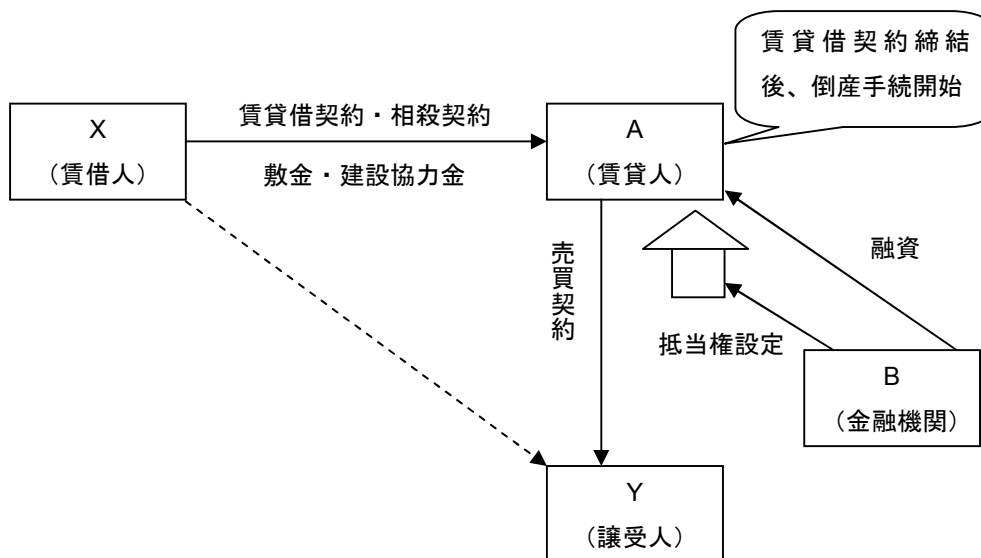 賃貸借契約締結
後、倒産手続開始
X
（賃借人）
賃貸借契約・相殺契約
敷金・建設協力金
A
（賃貸人）
売買契約
融資
抵当権設定
B
（金融機関）
Y
（譲受人）